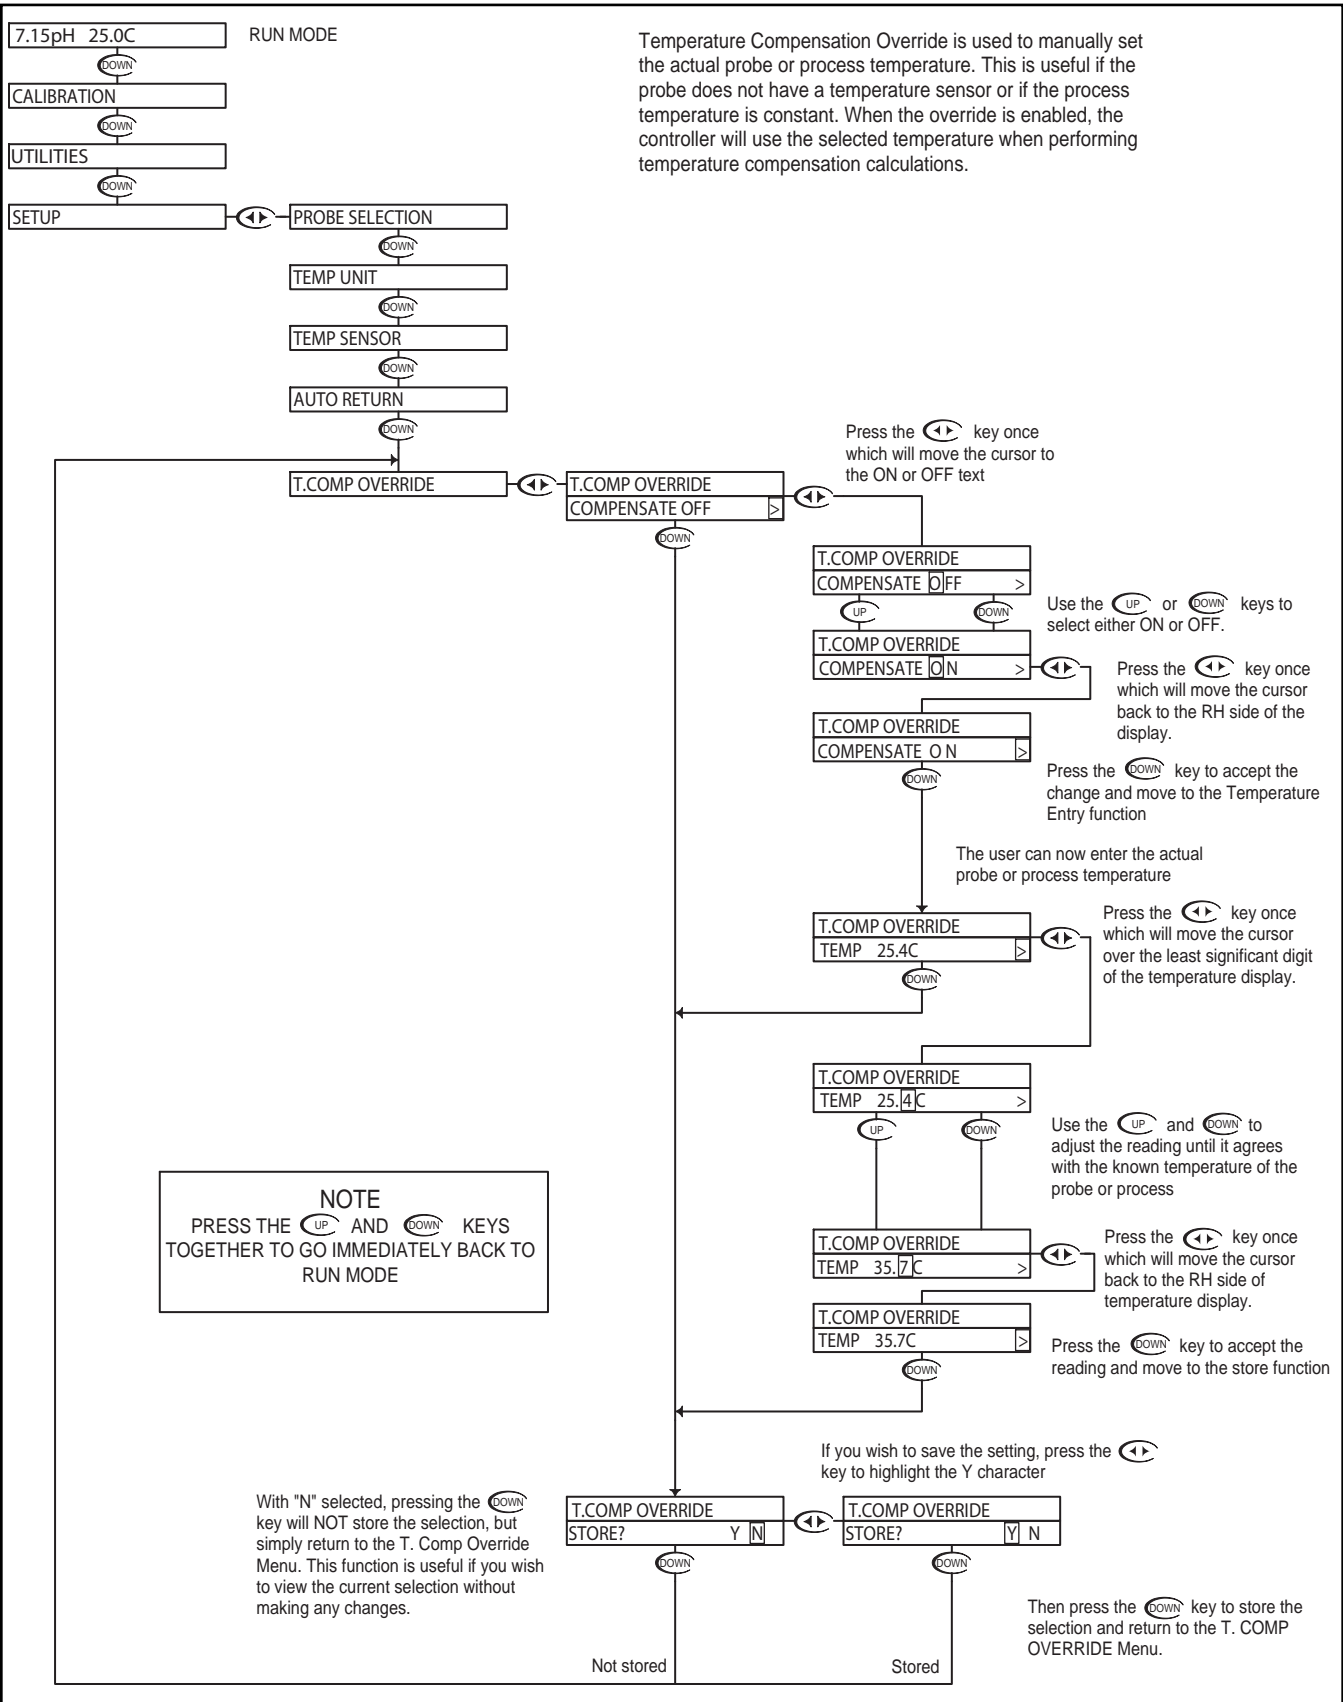 7.15pH 25.0C
RUN MODE
DOWN
CALIBRATION
DOWN
UTILITIES
DOWN
SETUP
Temperature Compensation Override is used to manually set
the actual probe or process temperature. This is useful if the
probe does not have a temperature sensor or if the process
temperature is constant. When the override is enabled, the
controller will use the selected temperature when performing
temperature compensation calculations.
PROBE SELECTION
DOWN
TEMP UNIT
DOWN
TEMP SENSOR
DOWN
AUTO RETURN
DOWN
T.COMP OVERRIDE
T.COMP OVERRIDE
COMPENSATE OFF >
DOWN
Press the key once
which will move the cursor to
the ON or OFF text
T.COMP OVERRIDE
COMPENSATE OFF >
UP DOWN
Use the UP or DOWN keys to
select either ON or OFF.
T.COMP OVERRIDE
COMPENSATE ON >
Press the key once
which will move the cursor
back to the RH side of the
display.
T.COMP OVERRIDE
COMPENSATE ON >
DOWN
Press the DOWN key to accept the
change and move to the Temperature
Entry function
The user can now enter the actual
probe or process temperature
T.COMP OVERRIDE
TEMP 25.4C >
DOWN
Press the key once
which will move the cursor
over the least significant digit
of the temperature display.
T.COMP OVERRIDE
TEMP 25.4C >
UP DOWN
Use the UP and DOWN to
adjust the reading until it agrees
with the known temperature of the
probe or process
NOTE
PRESS THE UP AND DOWN KEYS
TOGETHER TO GO IMMEDIATELY BACK TO
RUN MODE
T.COMP OVERRIDE
TEMP 35.7C >
Press the key once
which will move the cursor
back to the RH side of
temperature display.
T.COMP OVERRIDE
TEMP 35.7C >
DOWN
Press the DOWN key to accept the
reading and move to the store function
If you wish to save the setting, press the
key to highlight the Y character
With "N" selected, pressing the DOWN
key will NOT store the selection, but
simply return to the T. Comp Override
Menu. This function is useful if you wish
to view the current selection without
making any changes.
T.COMP OVERRIDE
STORE? Y N
DOWN
T.COMP OVERRIDE
STORE? Y N
DOWN
Then press the DOWN key to store the
selection and return to the T. COMP
OVERRIDE Menu.
Not stored
Stored